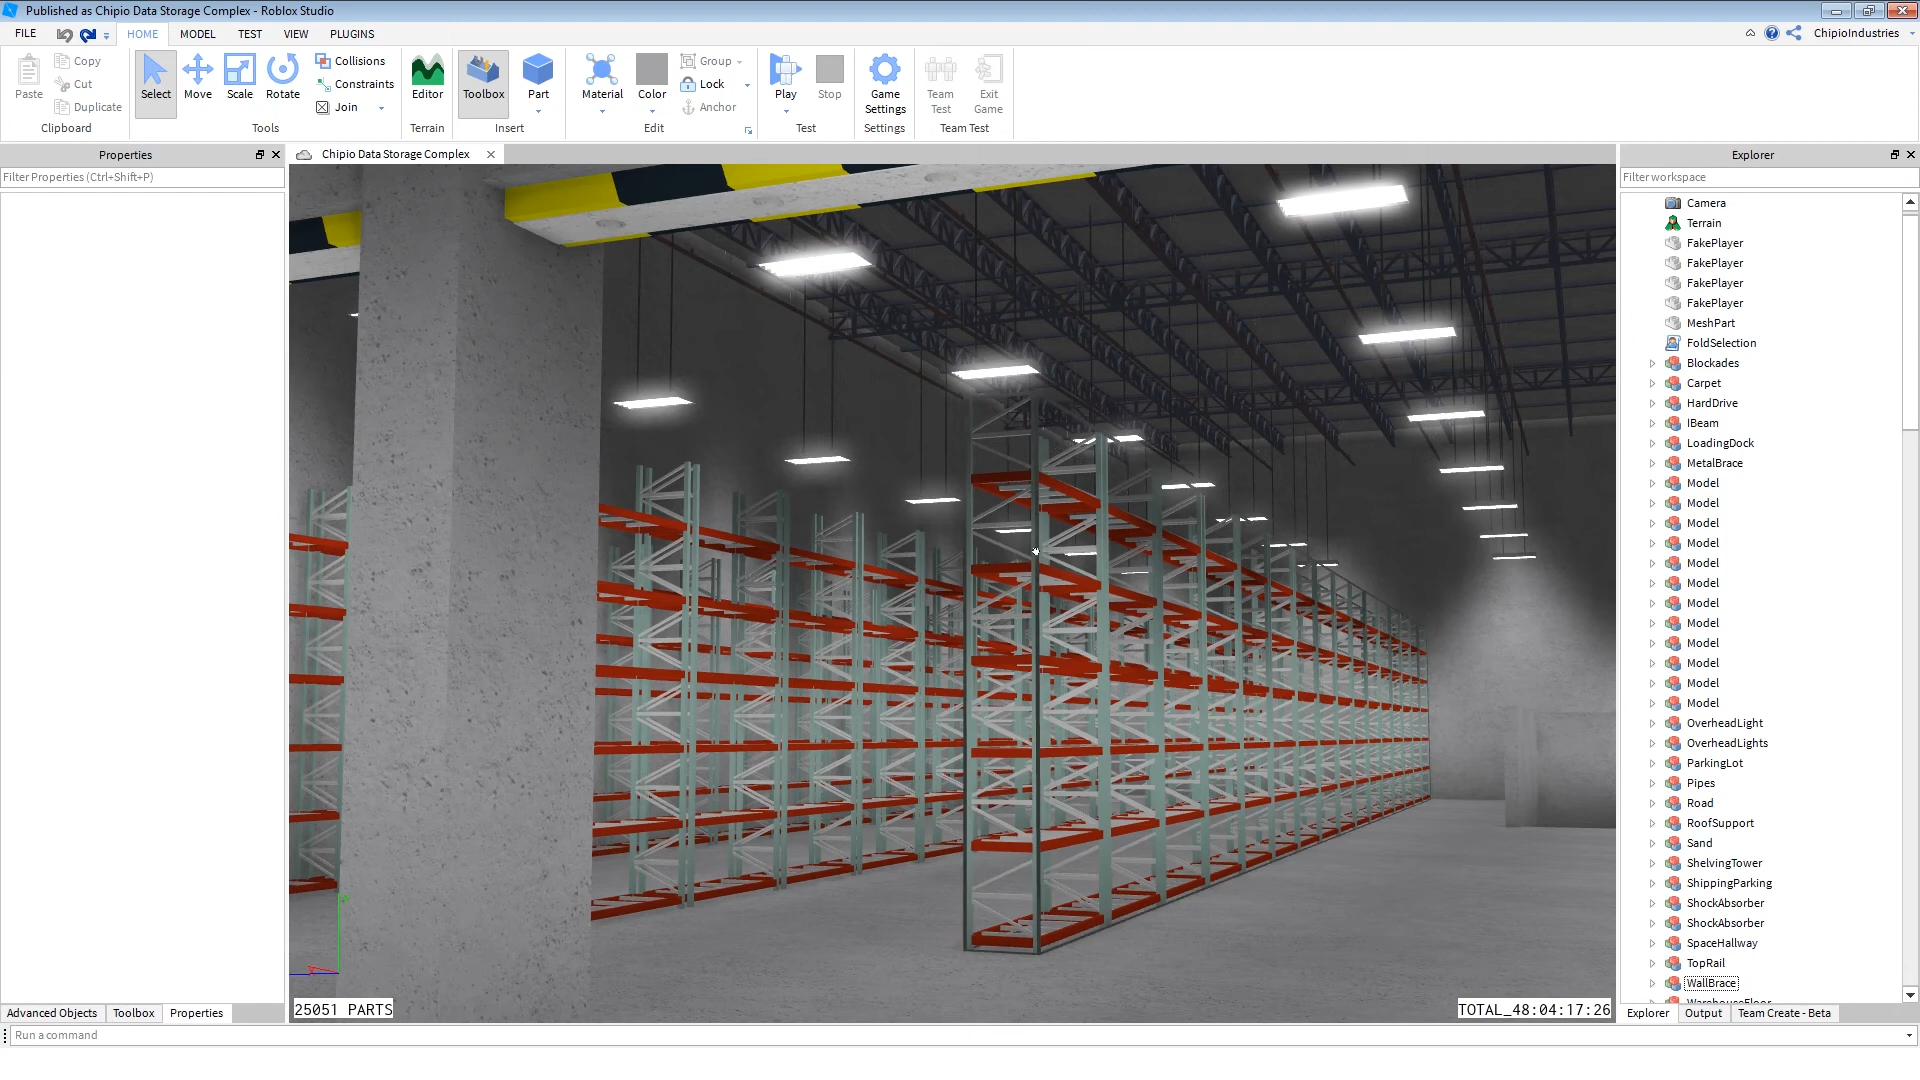 Published as Chipio Data Storage Complex - Roblox Studio
FILE
HOME
MODEL
TEST
VIEW
PLUGINS
ChipioIndustries
Paste
Copy
Cut
Duplicate
Clipboard
Select
Move
Scale
Rotate
Collisions
Constraints
Join
Tools
Editor
Terrain
Toolbox
Part
Insert
Material
Color
Group
Lock
Anchor
Edit
Play
Stop
Test
Game
Settings
Settings
Team
Test
Exit
Game
Team Test
Properties
Filter Properties (Ctrl+Shift+P)
Chipio Data Storage Complex
25051 PARTS
TOTAL_48:04:17:26
Explorer
Filter workspace
Camera
Terrain
FakePlayer
FakePlayer
FakePlayer
FakePlayer
MeshPart
FoldSelection
Blockades
Carpet
HardDrive
IBeam
LoadingDock
MetalBrace
Model
Model
Model
Model
Model
Model
Model
Model
Model
Model
Model
Model
OverheadLight
OverheadLights
ParkingLot
Pipes
Road
RoofSupport
Sand
ShelvingTower
ShippingParking
ShockAbsorber
ShockAbsorber
SpaceHallway
TopRail
WallBrace
WarehouseFloor
Advanced Objects
Toolbox
Properties
Explorer
Output
Team Create - Beta
Run a command